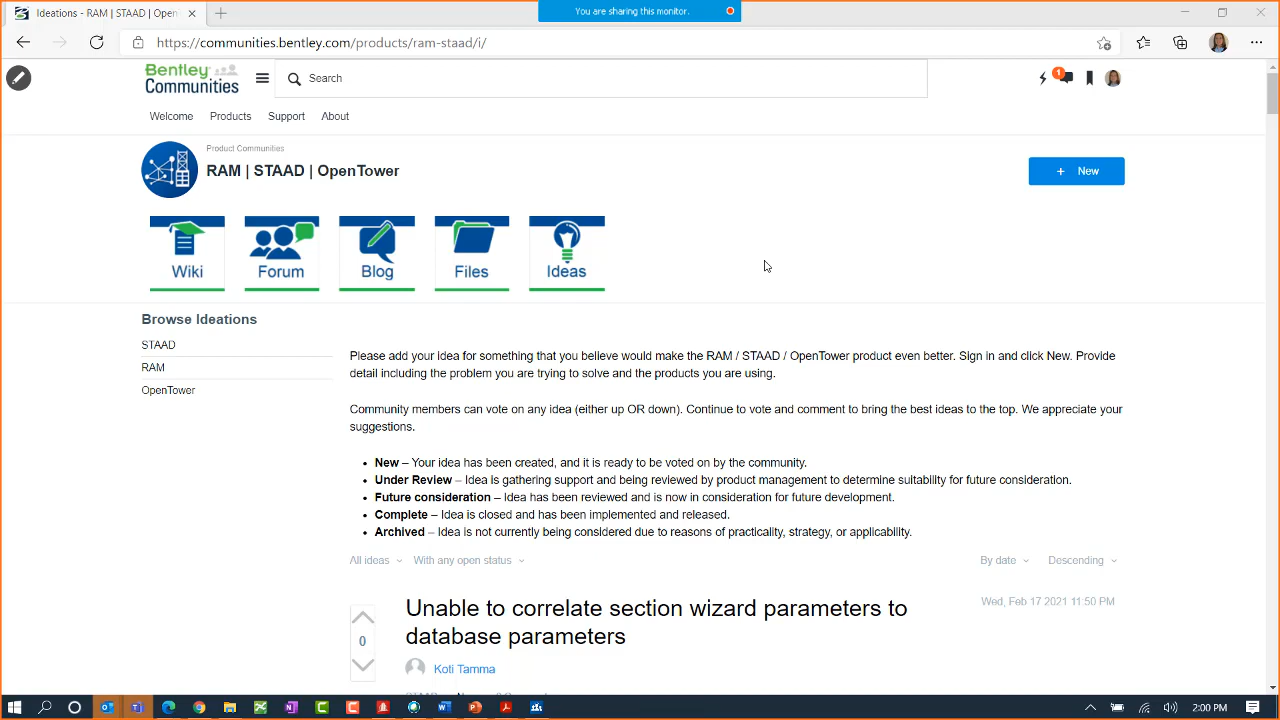 Ideations - RAM | STAAD | Open
You are sharing this monitor.
https://communities.bentley.com/products/ram-staad/i/
Bentley
Communities
Search
1
Welcome
Products
Support
About
Product Communities
RAM | STAAD | OpenTower
+ New
Wiki
Forum
Blog
Files
Ideas
Browse Ideations
STAAD
RAM
OpenTower
Please add your idea for something that you believe would make the RAM / STAAD / OpenTower product even better. Sign in and click New. Provide
detail including the problem you are trying to solve and the products you are using.
Community members can vote on any idea (either up OR down). Continue to vote and comment to bring the best ideas to the top. We appreciate your
suggestions.
• New – Your idea has been created, and it is ready to be voted on by the community.
• Under Review – Idea is gathering support and being reviewed by product management to determine suitability for future consideration.
• Future consideration – Idea has been reviewed and is now in consideration for future development.
• Complete – Idea is closed and has been implemented and released.
• Archived – Idea is not currently being considered due to reasons of practicality, strategy, or applicability.
All ideas
With any open status
By date
Descending
Unable to correlate section wizard parameters to
database parameters
Wed, Feb 17 2021 11:50 PM
0
Koti Tamma
2:00 PM